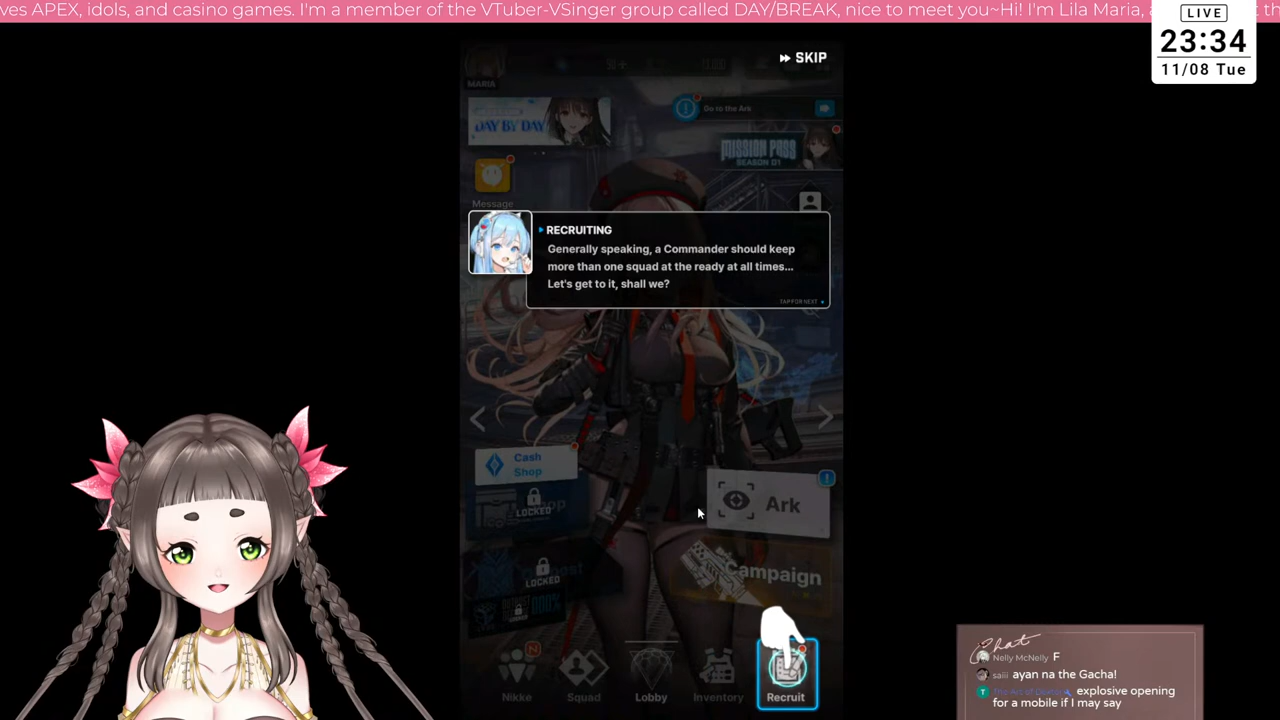 ves APEX, idols, and casino games. I'm a member of the VTuber-VSinger group called DAY/BREAK, nice to meet you~Hi! I'm Lila Maria,
LIVE
23:34
11/08 Tue
SKIP
MARIA
DAY BY DAY
Go to the Ark
MISSION PASS
SEASON 01
Message
RECRUITING
Generally speaking, a Commander should keep
more than one squad at the ready at all times...
Let's get to it, shall we?
TAP FOR NEXT
Cash
Shop
LOCKED
Ark
LOCKED
Campaign
Nikke
Squad
Lobby
Inventory
Recruit
Chat
Nelly McNelly F
saiii ayan na the Gacha!
explosive opening
for a mobile if I may say